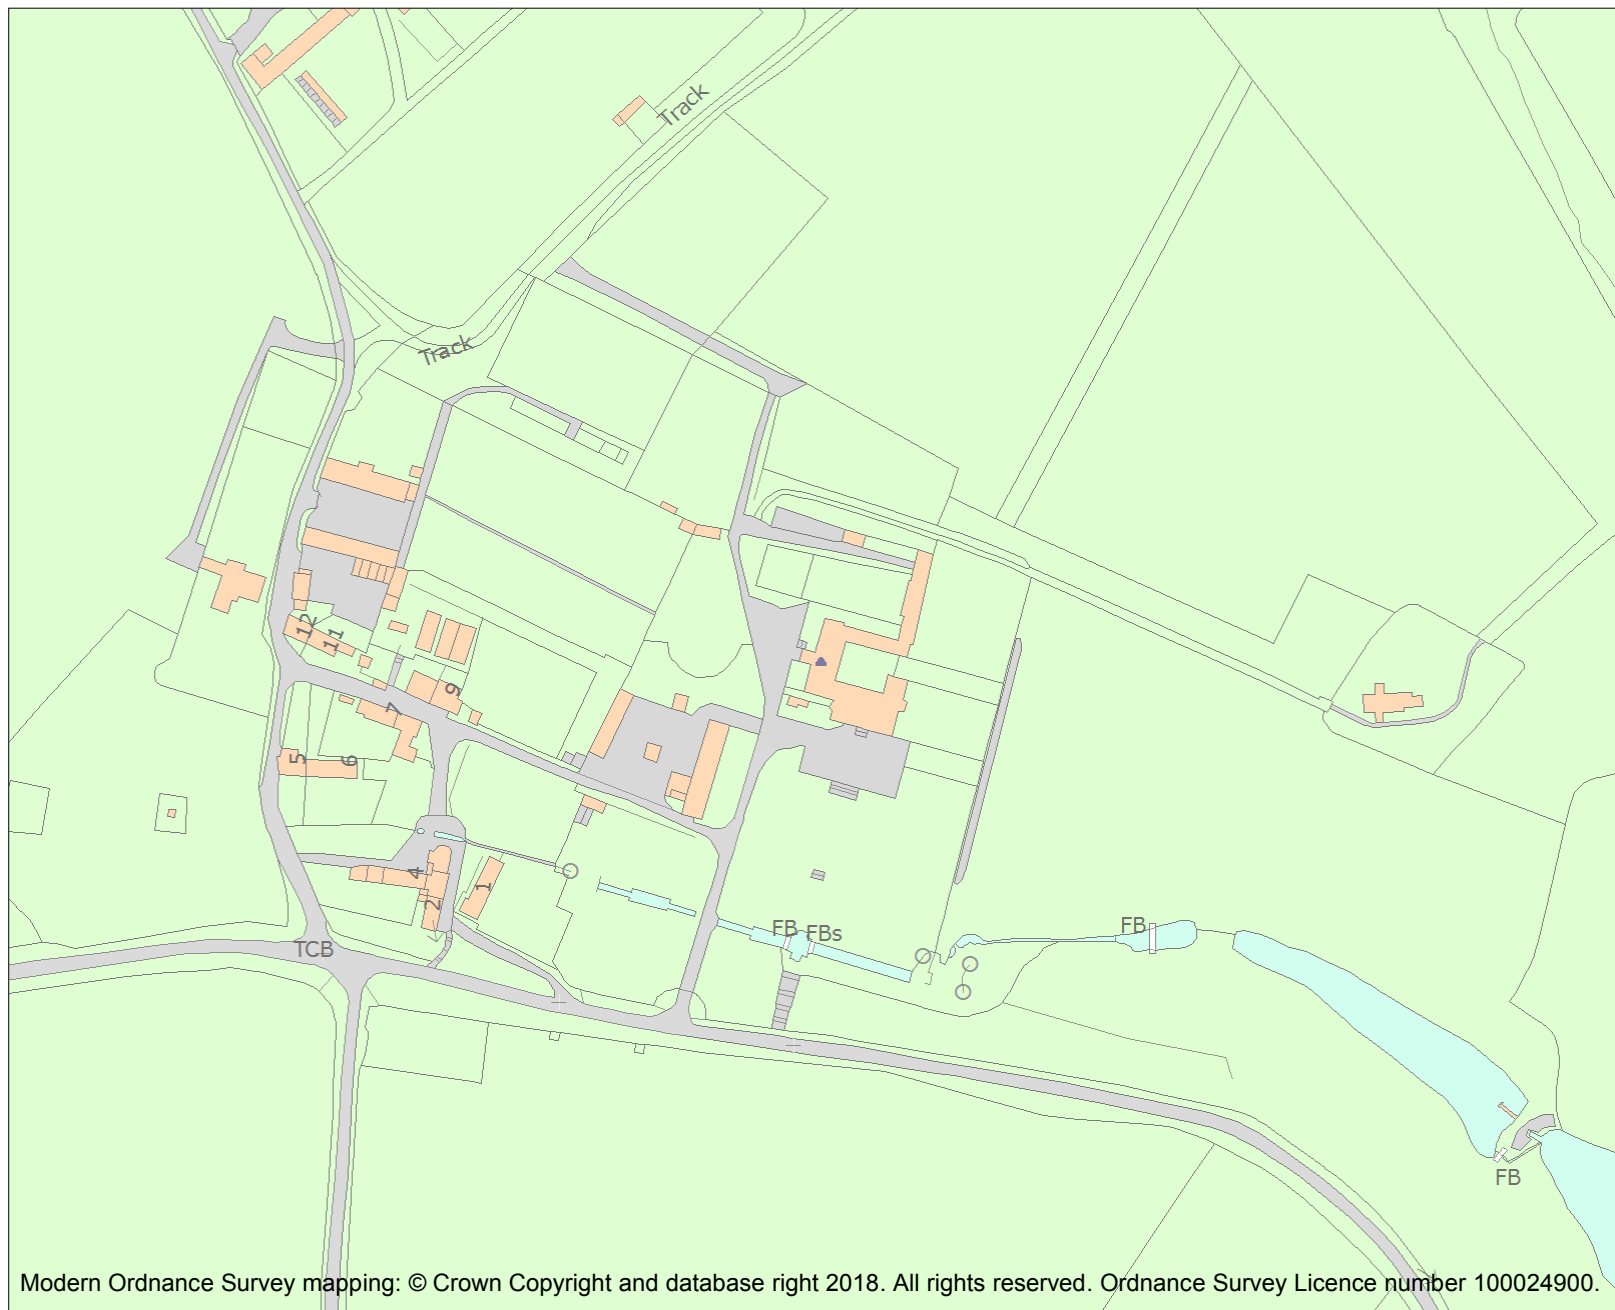 Track
Track
12
11
9
7
5
6
4
1
2
TCB
FB
FBs
FB
FB
Modern Ordnance Survey mapping: © Crown Copyright and database right 2018. All rights reserved. Ordnance Survey Licence number 100024900.